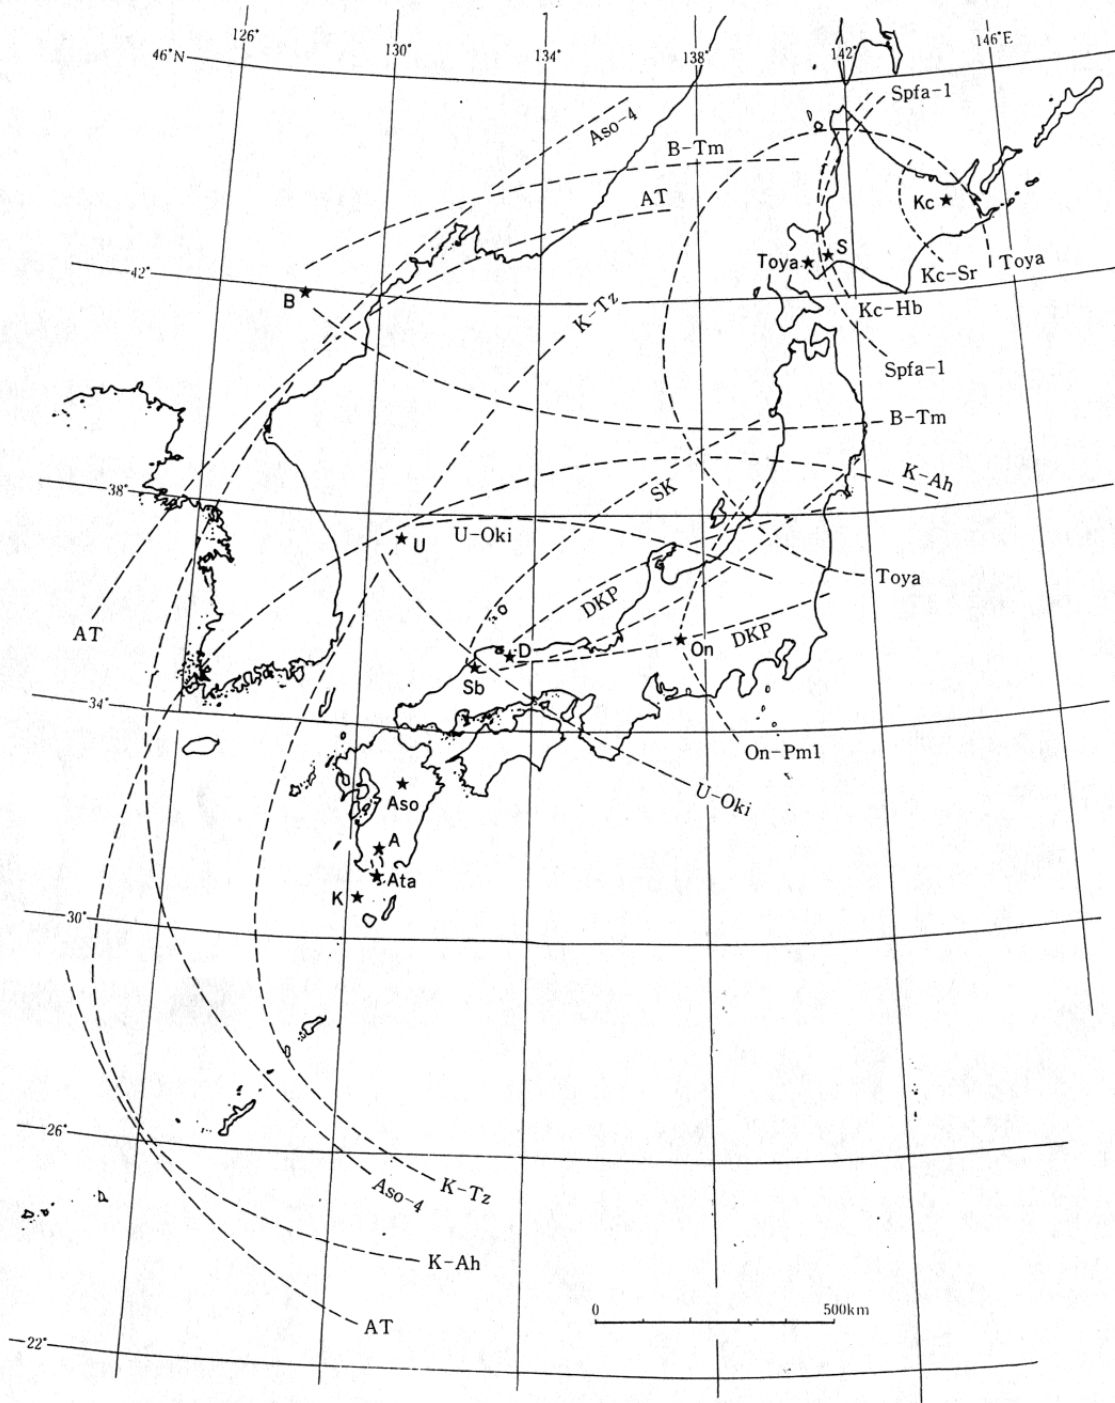 126°
130°
134°
138°
142°
146°E
46°N
Aso-4
B-Tm
AT
Spfa-1
Kc
Toya
S
Kc-Sr
Toya
Kc-Hb
Spfa-1
42°
B
K-Tz
B-Tm
K-Ah
SK
38°
U
U-Oki
Toya
DKP
DKP
AT
D
On
Sb
34°
On-Pm1
U-Oki
Aso
A
Ata
K
30°
26°
K-Tz
Aso-4
K-Ah
AT
0
500km
22°